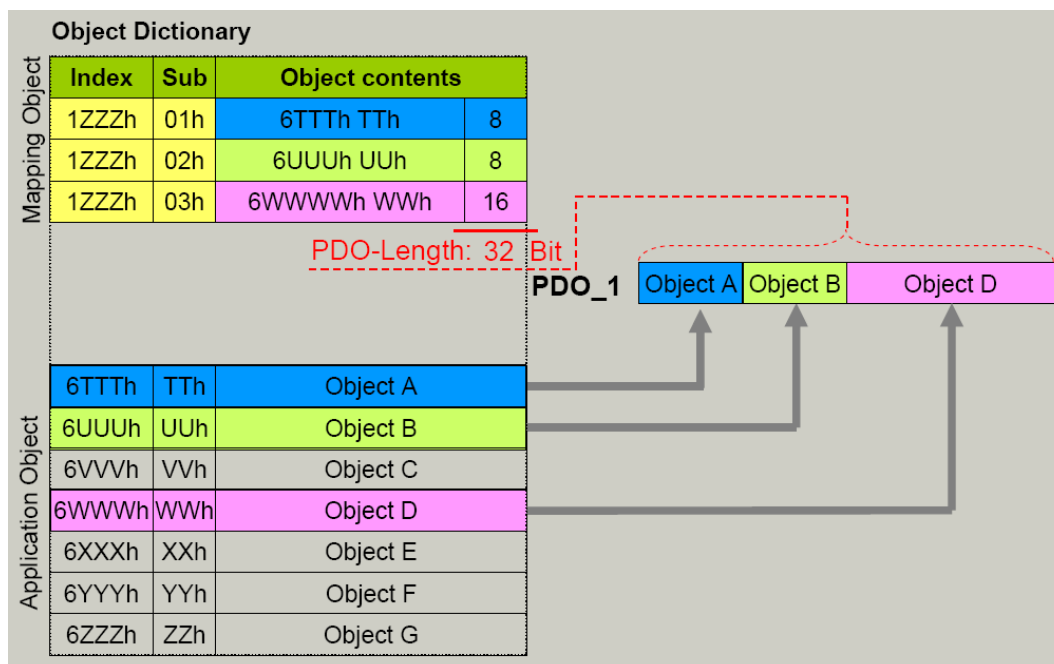 Object Dictionary
Mapping Object
Index Sub Object contents
1ZZZh 01h 6TTTh TTh 8
1ZZZh 02h 6UUUh UUh 8
1ZZZh 03h 6WWWWh WWh 16
PDO-Length: 32 Bit
PDO_1 Object A Object B Object D
Application Object
6TTTh TTh Object A
6UUUh UUh Object B
6VVVh VVh Object C
6WWWh WWh Object D
6XXXh XXh Object E
6YYYh YYh Object F
6ZZZh ZZh Object G